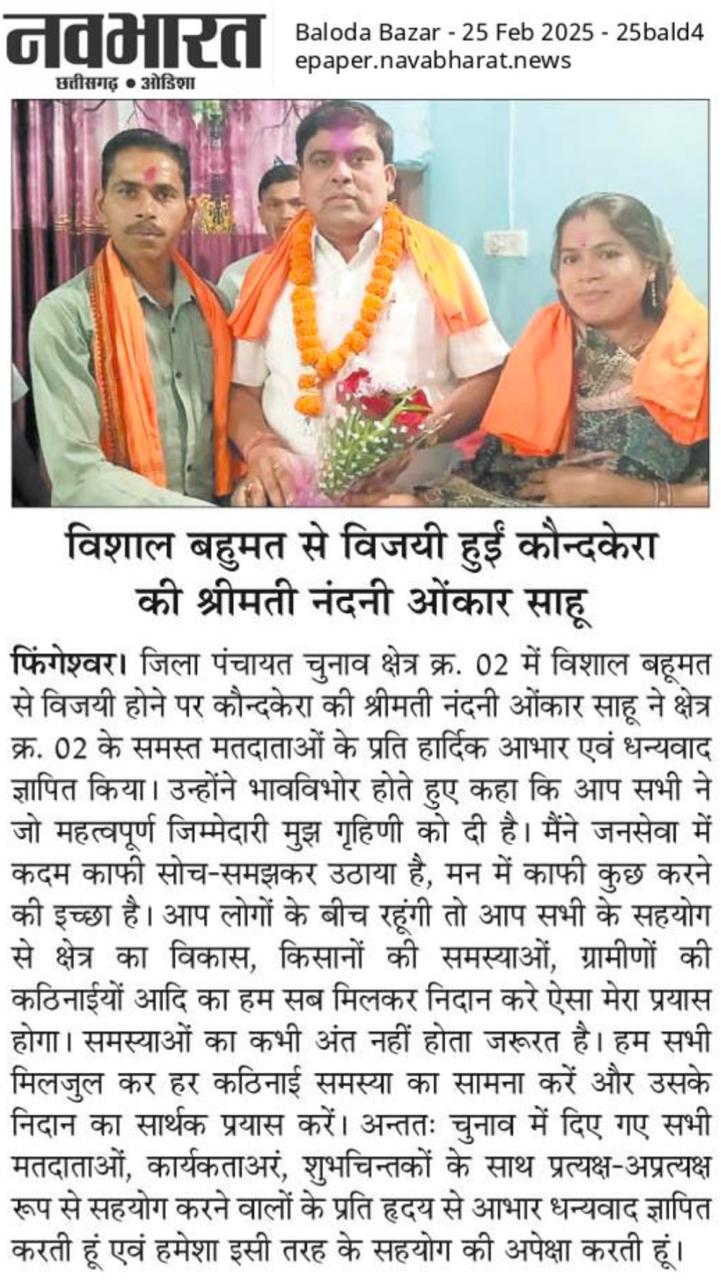 नवभारत
छत्तीसगढ़ • ओडिशा
Baloda Bazar - 25 Feb 2025 - 25bald4
epaper.navabharat.news
विशाल बहुमत से विजयी हुईं कौन्दकेरा
की श्रीमती नंदनी ओंकार साहू
फिंगेश्वर। जिला पंचायत चुनाव क्षेत्र क्र. 02 में विशाल बहूमत
से विजयी होने पर कौन्दकेरा की श्रीमती नंदनी ओंकार साहू ने क्षेत्र
क्र. 02 के समस्त मतदाताओं के प्रति हार्दिक आभार एवं धन्यवाद
ज्ञापित किया। उन्होंने भावविभोर होते हुए कहा कि आप सभी ने
जो महत्वपूर्ण जिम्मेदारी मुझ गृहिणी को दी है। मैंने जनसेवा में
कदम काफी सोच-समझकर उठाया है, मन में काफी कुछ करने
की इच्छा है। आप लोगों के बीच रहूंगी तो आप सभी के सहयोग
से क्षेत्र का विकास, किसानों की समस्याओं, ग्रामीणों की
कठिनाईयों आदि का हम सब मिलकर निदान करे ऐसा मेरा प्रयास
होगा। समस्याओं का कभी अंत नहीं होता जरूरत है। हम सभी
मिलजुल कर हर कठिनाई समस्या का सामना करें और उसके
निदान का सार्थक प्रयास करें। अन्ततः चुनाव में दिए गए सभी
मतदाताओं, कार्यकताअरं, शुभचिन्तकों के साथ प्रत्यक्ष-अप्रत्यक्ष
रूप से सहयोग करने वालों के प्रति हृदय से आभार धन्यवाद ज्ञापित
करती हूं एवं हमेशा इसी तरह के सहयोग की अपेक्षा करती हूं।